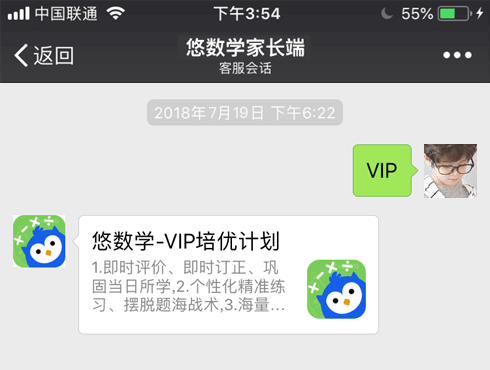 中国联通 下午3:54 55%
返回 悠数学家长端
客服会话
2018年7月19日 下午6:22
VIP
悠数学-VIP培优计划
1.即时评价、即时订正、巩
固当日所学,2.个性化精准练
习、摆脱题海战术,3.海量...